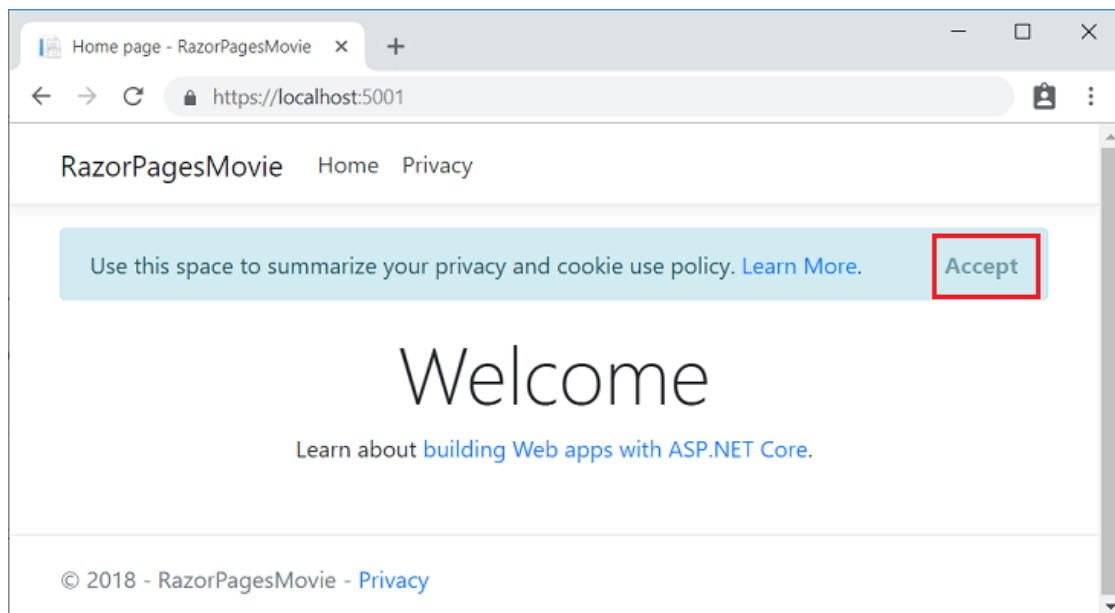 Home page - RazorPagesMovie
https://localhost:5001
RazorPagesMovie Home Privacy
Use this space to summarize your privacy and cookie use policy. Learn More. Accept
Welcome
Learn about building Web apps with ASP.NET Core.
© 2018 - RazorPagesMovie - Privacy